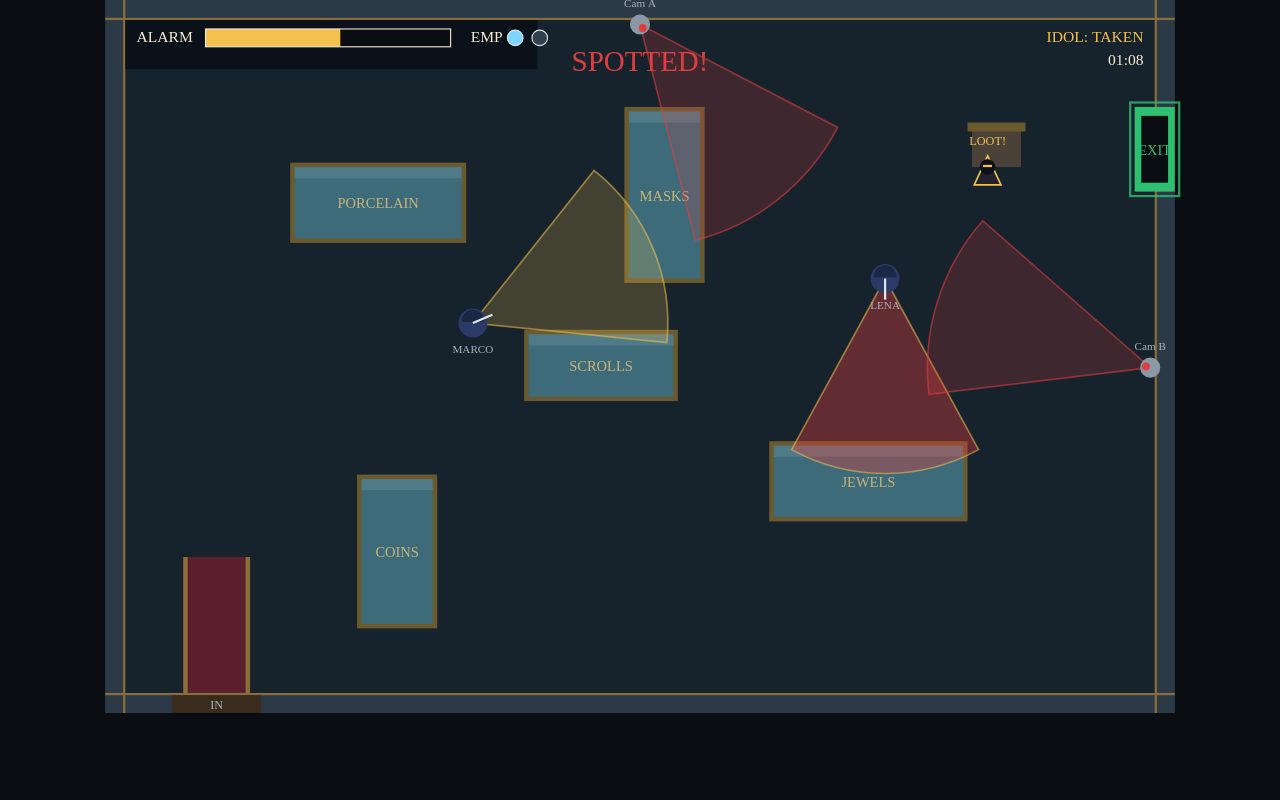 Cam A
ALARM
EMP
IDOL: TAKEN
SPOTTED!
01:08
LOOT!
EXIT
MASKS
PORCELAIN
LENA
MARCO
Cam B
SCROLLS
JEWELS
COINS
IN